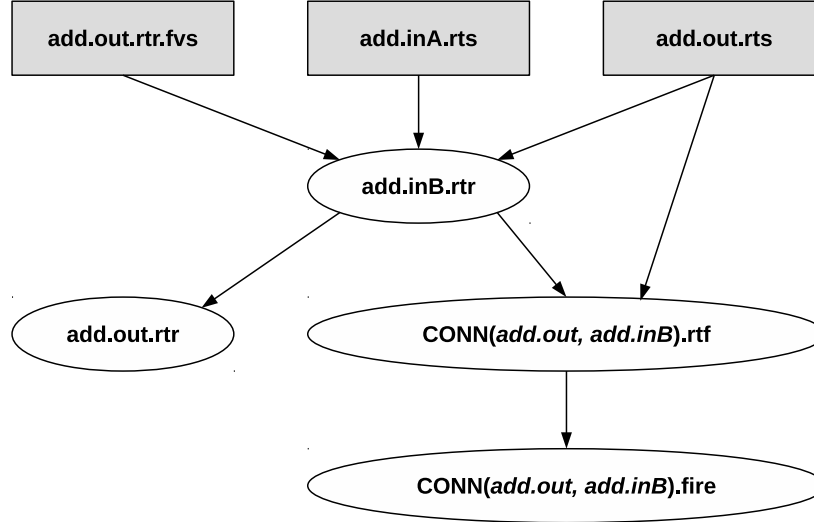 add.out.rtr.fvs
add.inA.rts
add.out.rts
add.inB.rtr
add.out.rtr
CONN(add.out, add.inB).rtf
CONN(add.out, add.inB).fire